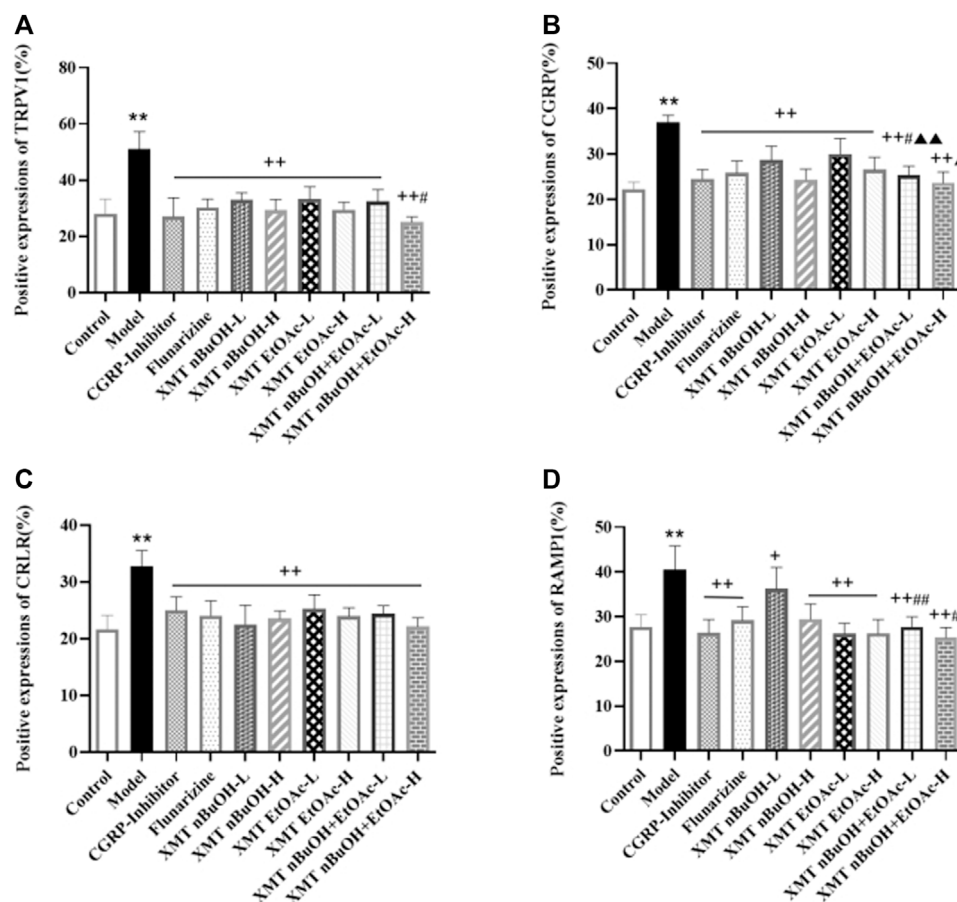 A
Positive expressions of TRPV1(%)
80
60
40
20
0
**
++
++#
Control
Model
CGRP-Inhibitor
Flunarizine
XMT nBuOH-L
XMT nBuOH-H
XMT EtOAc-L
XMT EtOAc-H
XMT nBuOH+EtOAc-L
XMT nBuOH+EtOAc-H
B
Positive expressions of CGRP(%)
50
40
30
20
10
0
**
++
++#▲▲
++
Control
Model
CGRP-Inhibitor
Flunarizine
XMT nBuOH-L
XMT nBuOH-H
XMT EtOAc-L
XMT EtOAc-H
XMT nBuOH+EtOAc-L
XMT nBuOH+EtOAc-H
C
Positive expressions of CRLR(%)
40
30
20
10
0
**
++
Control
Model
CGRP-Inhibitor
Flunarizine
XMT nBuOH-L
XMT nBuOH-H
XMT EtOAc-L
XMT EtOAc-H
XMT nBuOH+EtOAc-L
XMT nBuOH+EtOAc-H
D
Positive expressions of RAMP1(%)
50
40
30
20
10
0
**
++
+
++
++##
++#
Control
Model
CGRP-Inhibitor
Flunarizine
XMT nBuOH-L
XMT nBuOH-H
XMT EtOAc-L
XMT EtOAc-H
XMT nBuOH+EtOAc-L
XMT nBuOH+EtOAc-H